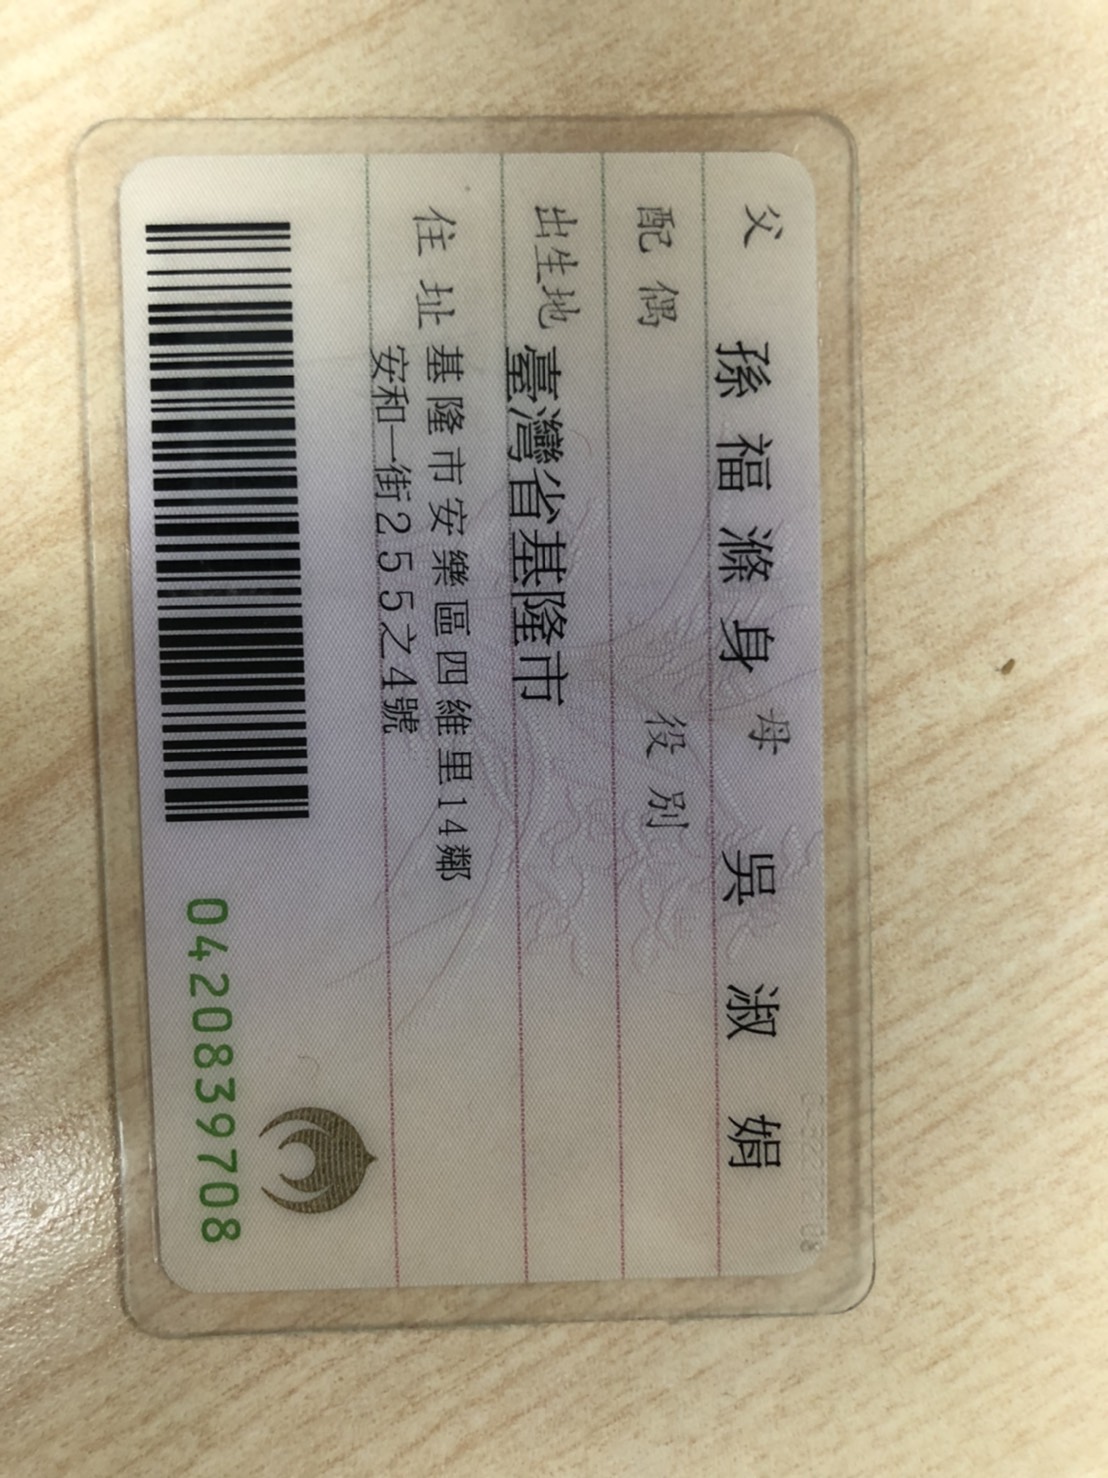 父 孫福滌身 母 吳淑娟
配偶 役別
出生地 臺灣省基隆市
住址 基隆市安樂區四維里14鄰
安和一街255之4號
0420839708